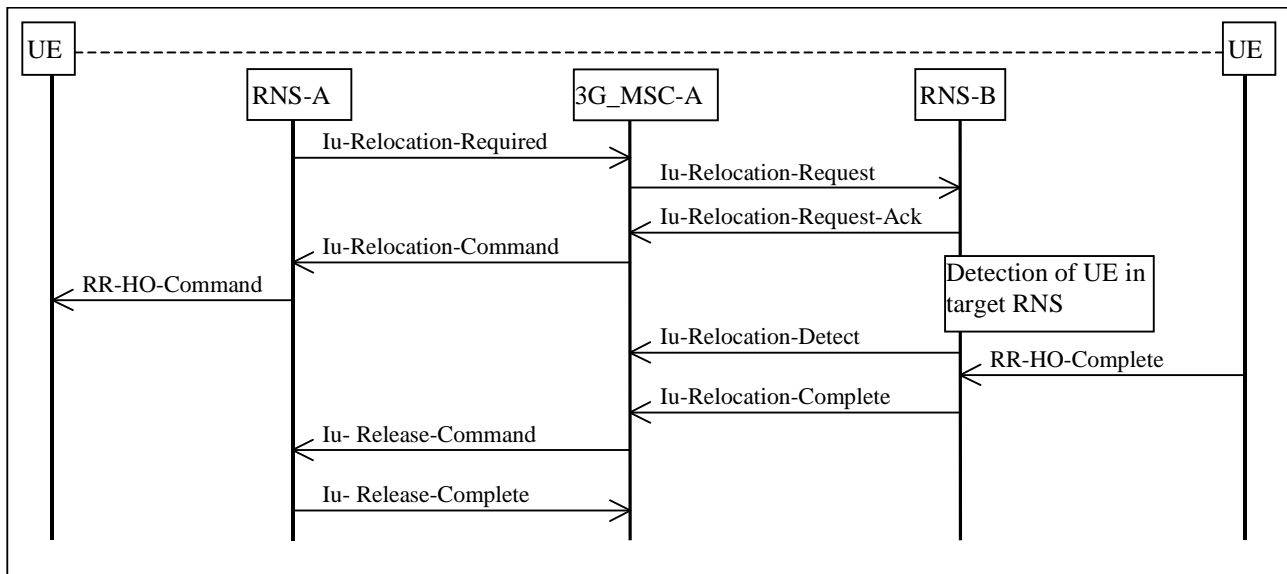 UE
UE
RNS-A
3G_MSC-A
RNS-B
Iu-Relocation-Required
Iu-Relocation-Request
Iu-Relocation-Request-Ack
Iu-Relocation-Command
Detection of UE in
target RNS
RR-HO-Command
Iu-Relocation-Detect
RR-HO-Complete
Iu-Relocation-Complete
Iu- Release-Command
Iu- Release-Complete